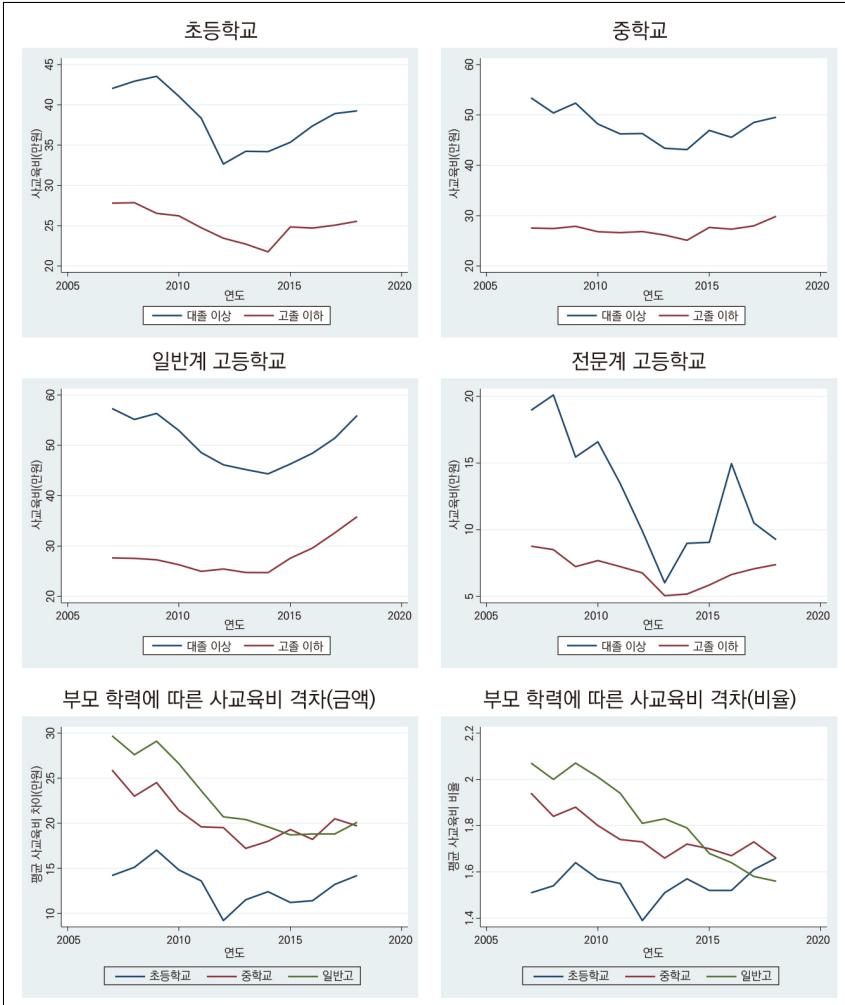 초등학교
사교육비(만원)
45
40
35
30
25
20
2005 2010 2015 2020
연도
대졸 이상 고졸 이하
중학교
사교육비(만원)
60
50
40
30
20
2005 2010 2015 2020
연도
대졸 이상 고졸 이하
일반계 고등학교
사교육비(만원)
60
50
40
30
20
2005 2010 2015 2020
연도
대졸 이상 고졸 이하
전문계 고등학교
사교육비(만원)
20
15
10
5
2005 2010 2015 2020
연도
대졸 이상 고졸 이하
부모 학력에 따른 사교육비 격차(금액)
평균 사교육비 차이(만원)
30
25
20
15
10
2005 2010 2015 2020
연도
초등학교 중학교 일반고
부모 학력에 따른 사교육비 격차(비율)
평균 사교육비 비율
2.2
2
1.8
1.6
1.4
2005 2010 2015 2020
연도
초등학교 중학교 일반고